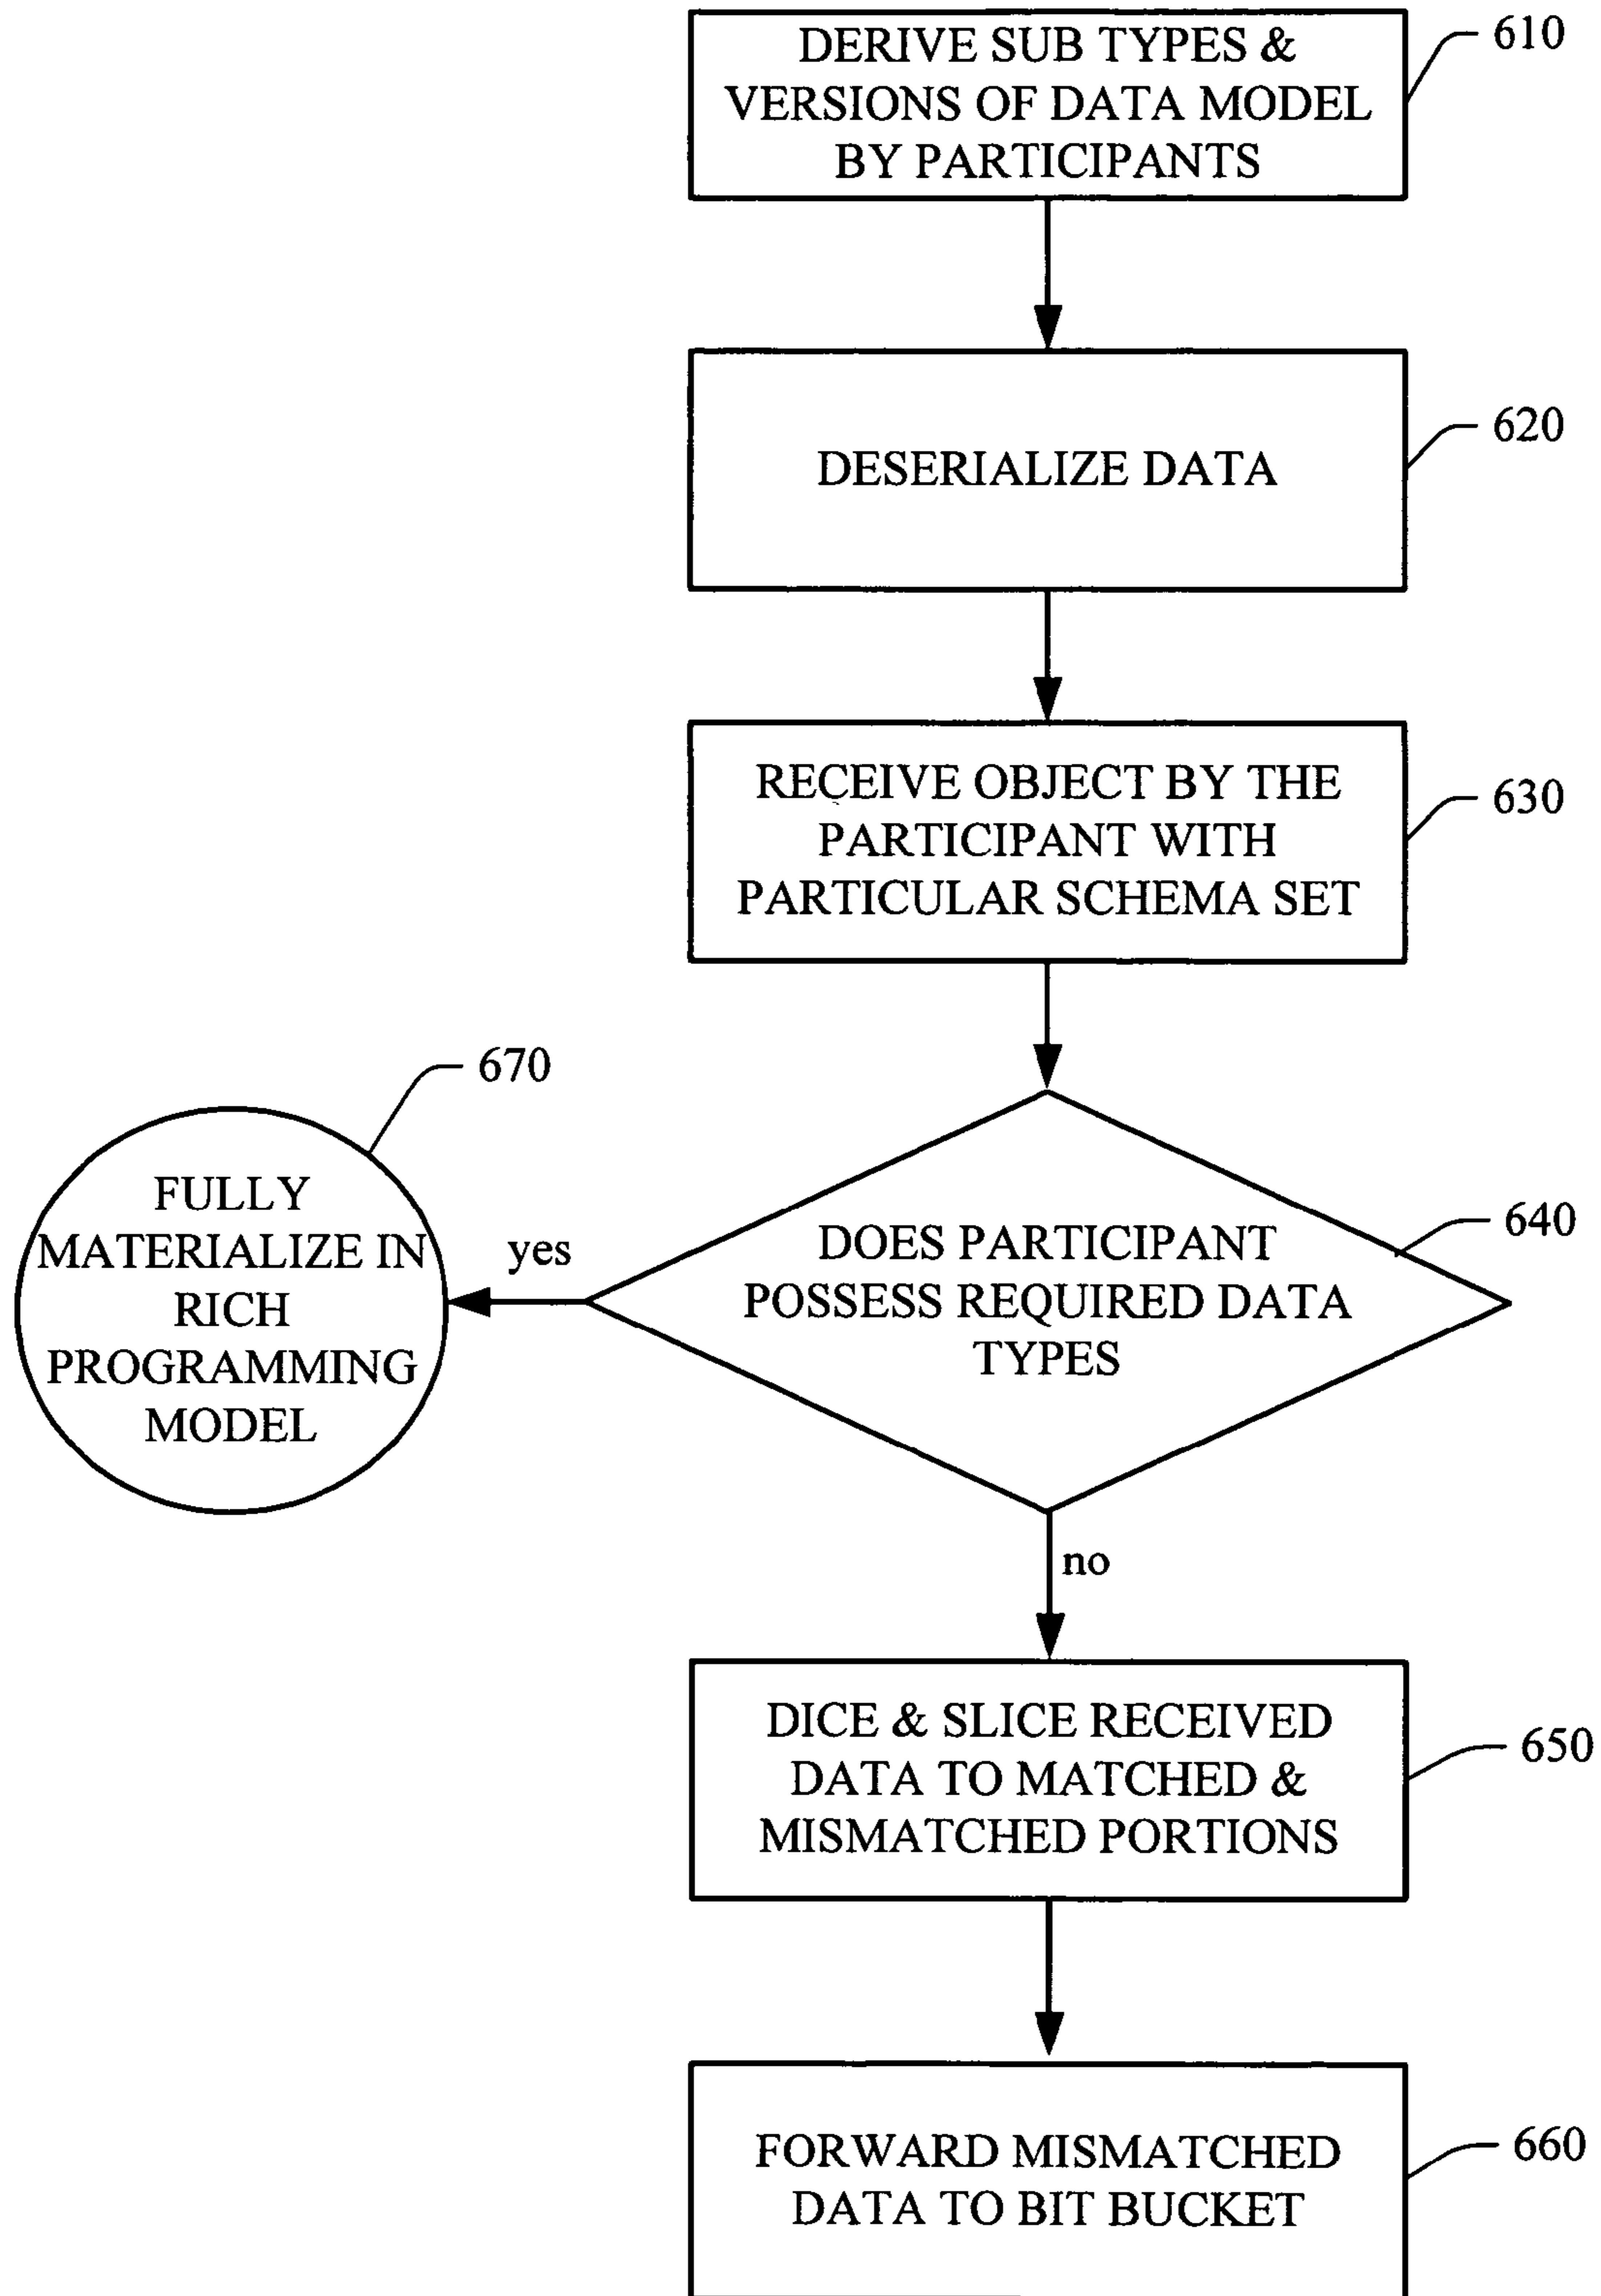 DERIVE SUB TYPES &
VERSIONS OF DATA MODEL
BY PARTICIPANTS
610
DESERIALIZE DATA
620
RECEIVE OBJECT BY THE
PARTICIPANT WITH
PARTICULAR SCHEMA SET
630
670
FULLY
MATERIALIZE IN
RICH
PROGRAMMING
MODEL
yes
DOES PARTICIPANT
POSSESS REQUIRED DATA
TYPES
640
no
DICE & SLICE RECEIVED
DATA TO MATCHED &
MISMATCHED PORTIONS
650
FORWARD MISMATCHED
DATA TO BIT BUCKET
660